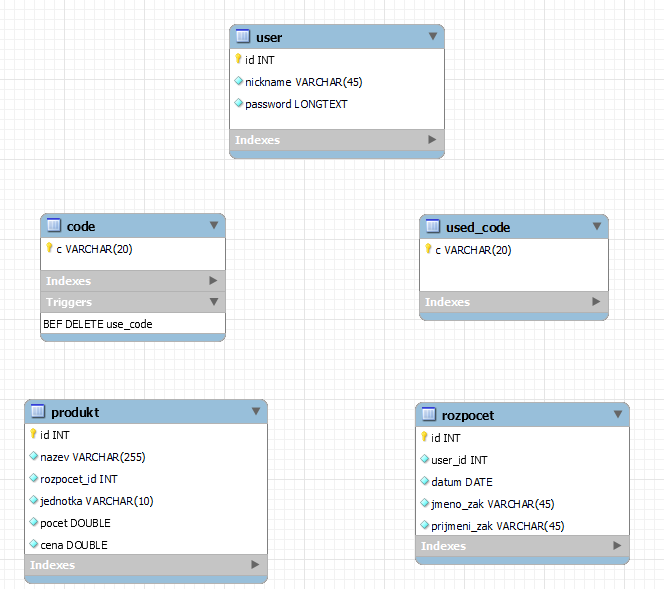 user
id INT
nickname VARCHAR(45)
password LONGTEXT
Indexes
code
c VARCHAR(20)
Indexes
Triggers
BEF DELETE use_code
used_code
c VARCHAR(20)
Indexes
produkt
id INT
nazev VARCHAR(255)
rozpocet_id INT
jednotka VARCHAR(10)
pocet DOUBLE
cena DOUBLE
Indexes
rozpocet
id INT
user_id INT
datum DATE
jmeno_zak VARCHAR(45)
prijmeni_zak VARCHAR(45)
Indexes